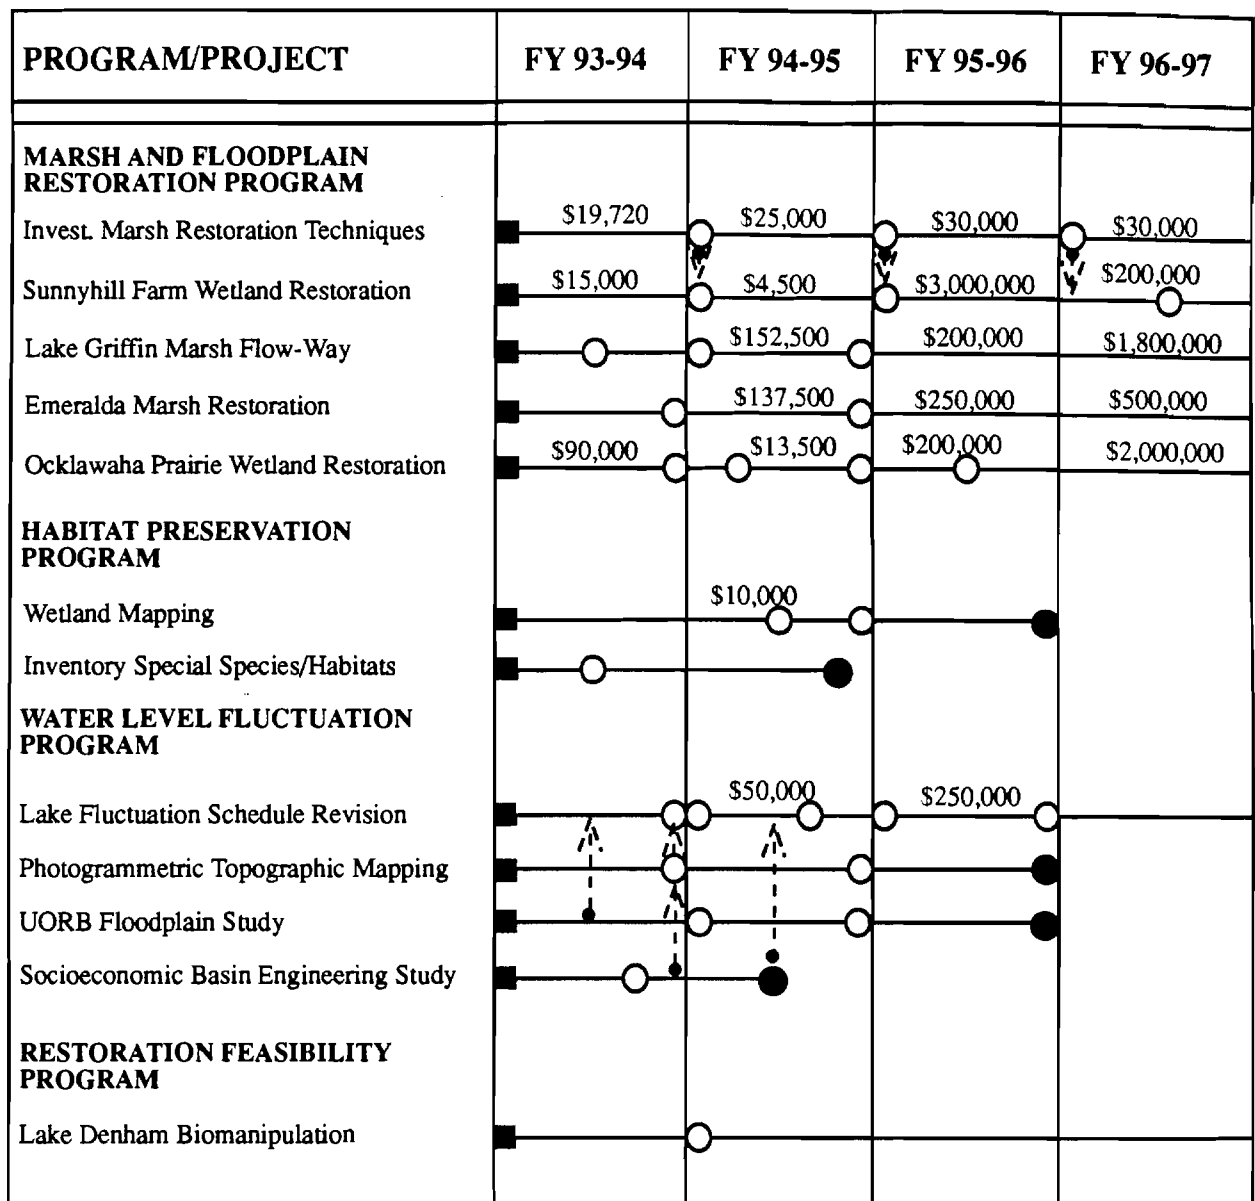 PROGRAM/PROJECT FY 93-94 FY 94-95 FY 95-96 FY 96-97
MARSH AND FLOODPLAIN
RESTORATION PROGRAM
Invest. Marsh Restoration Techniques $19,720 $25,000 $30,000 $30,000
Sunnyhill Farm Wetland Restoration $15,000 $4,500 $3,000,000 $200,000
Lake Griffin Marsh Flow-Way $152,500 $200,000 $1,800,000
Emeralda Marsh Restoration $137,500 $250,000 $500,000
Ocklawaha Prairie Wetland Restoration $90,000 $13,500 $200,000 $2,000,000
HABITAT PRESERVATION
PROGRAM
Wetland Mapping $10,000
Inventory Special Species/Habitats
WATER LEVEL FLUCTUATION
PROGRAM
Lake Fluctuation Schedule Revision $50,000 $250,000
Photogrammetric Topographic Mapping
UORB Floodplain Study
Socioeconomic Basin Engineering Study
RESTORATION FEASIBILITY
PROGRAM
Lake Denham Biomanipulation